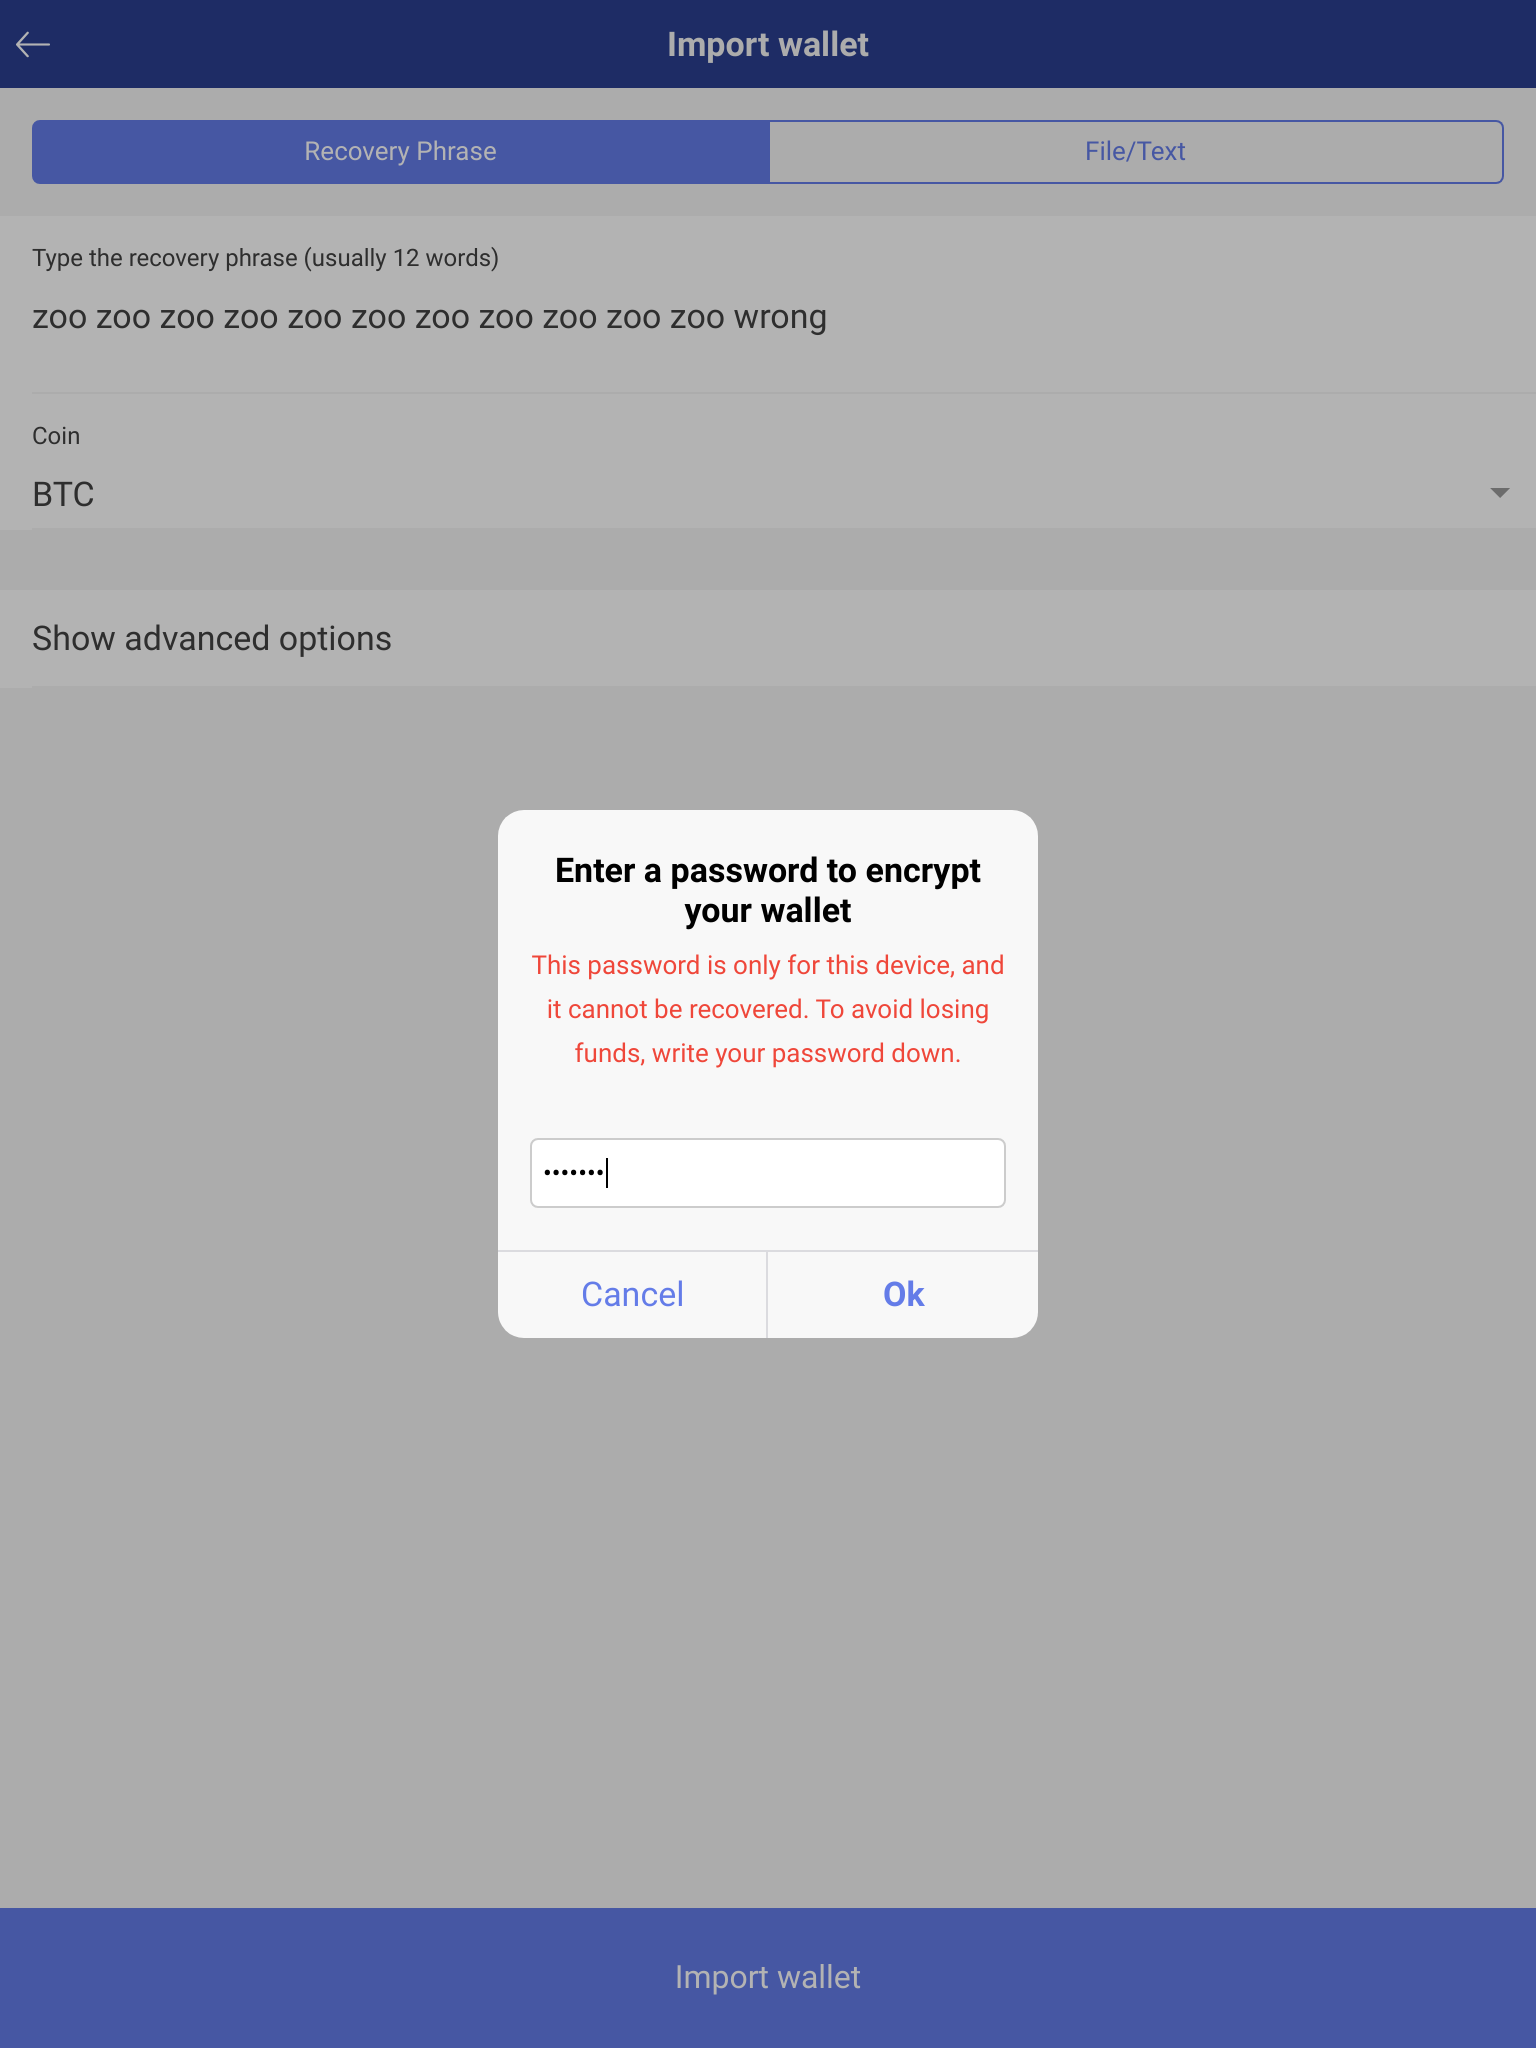 Import wallet
Recovery Phrase
File/Text
Type the recovery phrase (usually 12 words)
zoo zoo zoo zoo zoo zoo zoo zoo zoo zoo zoo wrong
Coin
BTC
Show advanced options
Enter a password to encrypt
your wallet
This password is only for this device, and
it cannot be recovered. To avoid losing
funds, write your password down.
•••••••
Cancel
Ok
Import wallet